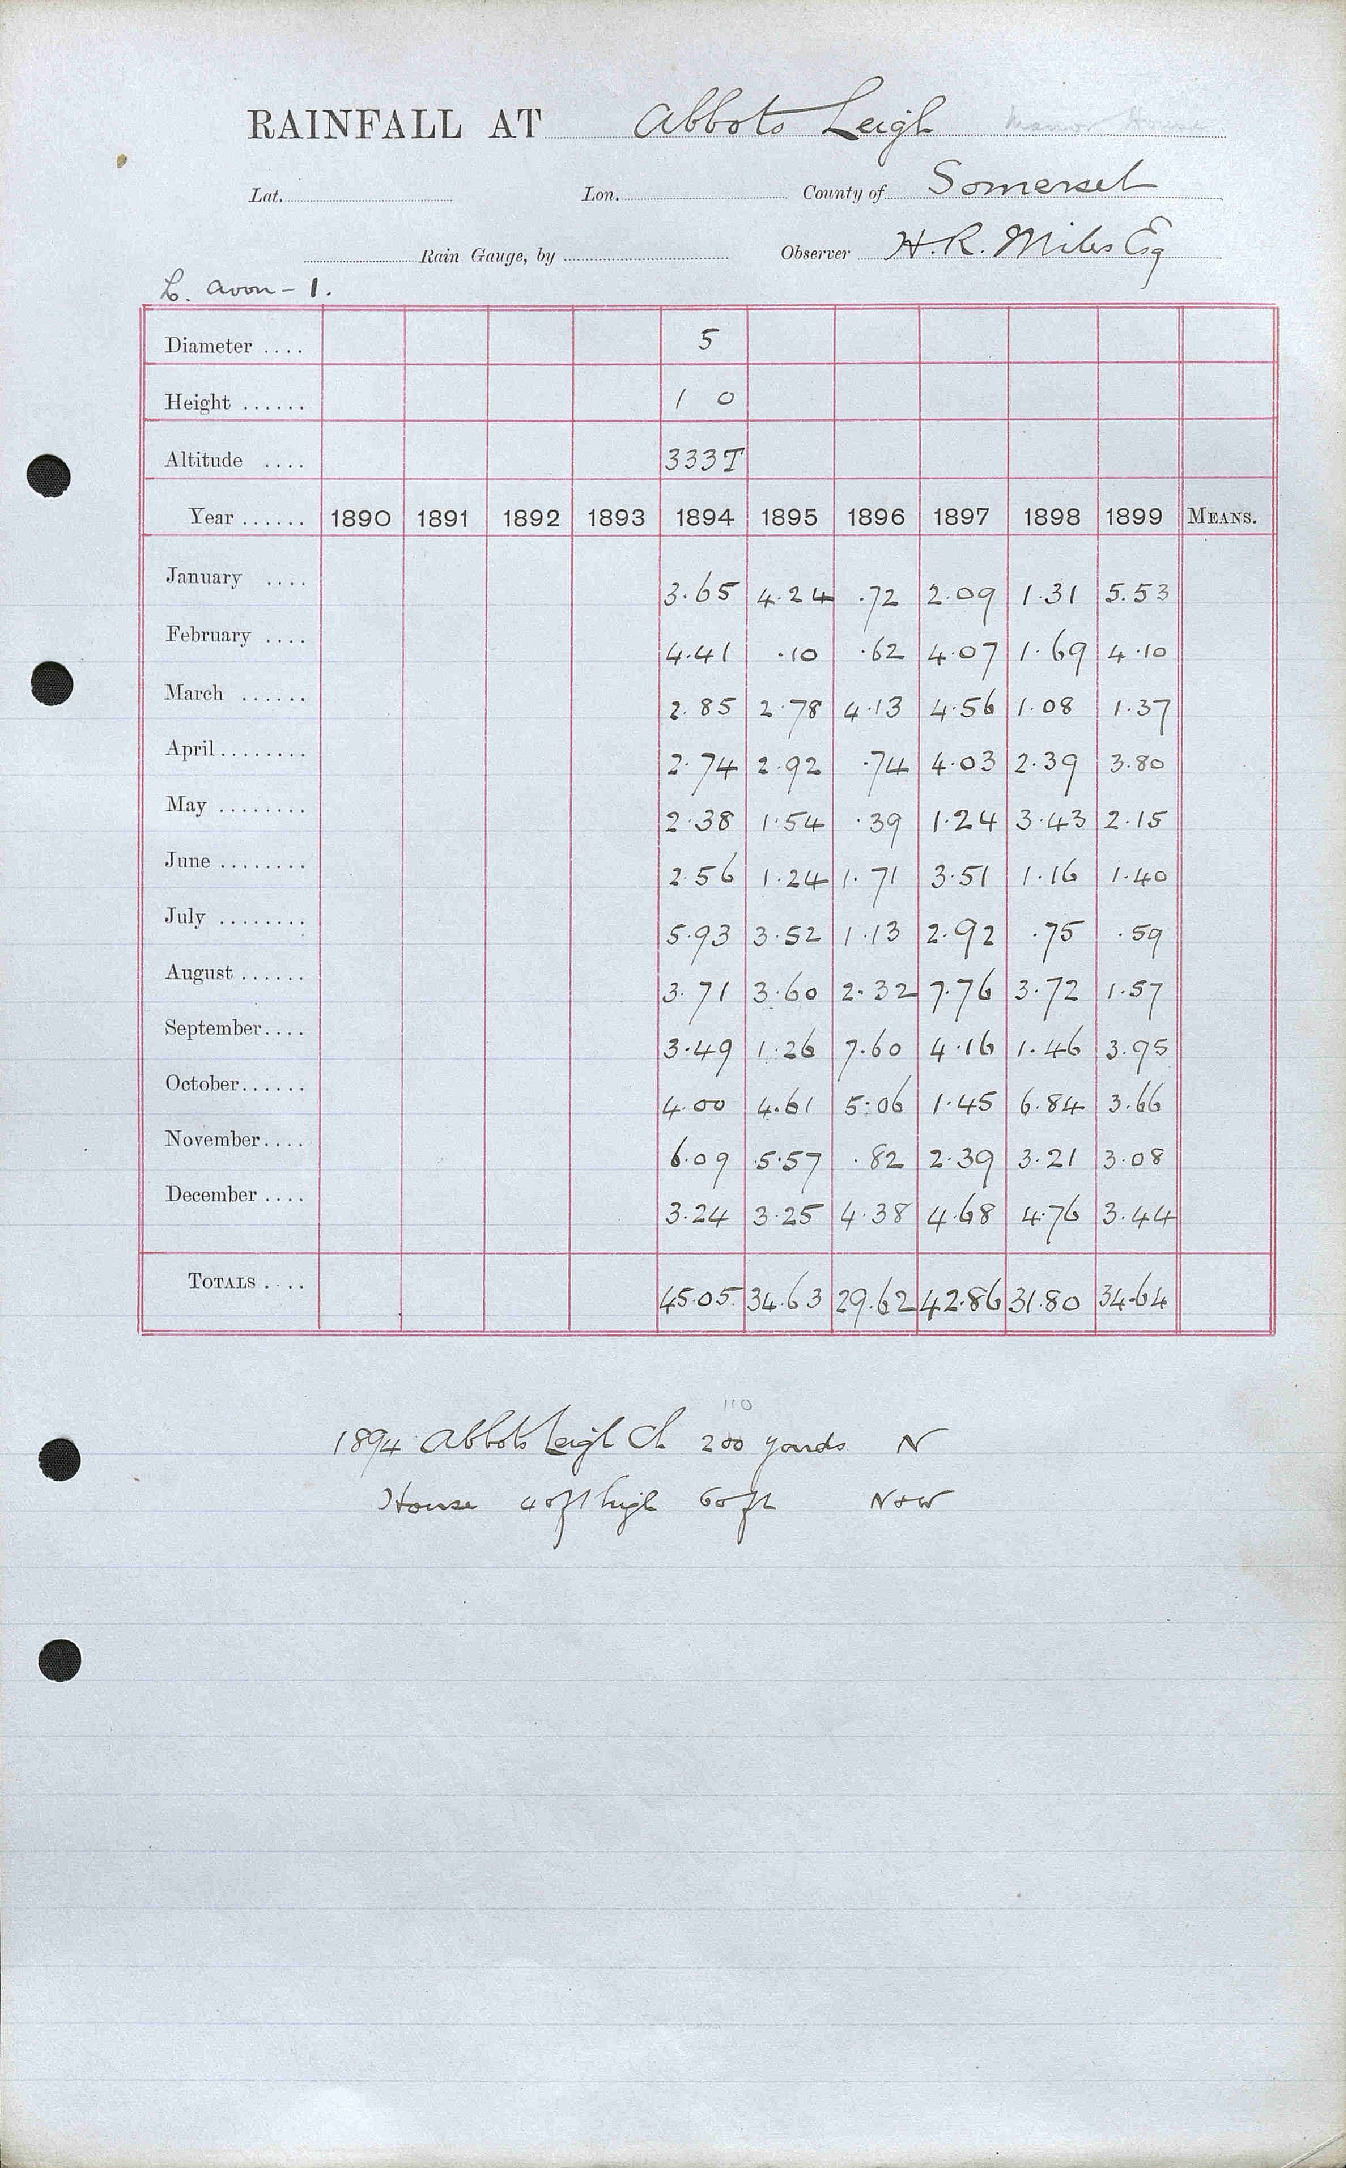 RAINFALL AT Abbots Leigh Manor House
Lat. Lon. County of Somerset
Rain Gauge, by Observer H.R. Miles Esq
L. Avon - 1.
Diameter .... 5
Height ...... 1 0
Altitude .... 333T
Year ...... 1890 1891 1892 1893 1894 1895 1896 1897 1898 1899 MEANS.
January .... 3.65 4.24 .72 2.09 1.31 5.53
February .... 4.41 .10 .62 4.07 1.69 4.10
March ...... 2.85 2.78 4.13 4.56 1.08 1.37
April ........ 2.74 2.92 .74 4.03 2.39 3.80
May ........ 2.38 1.54 .39 1.24 3.43 2.15
June ........ 2.56 1.24 1.71 3.51 1.16 1.40
July ........ 5.93 3.52 1.13 2.92 .75 .59
August ...... 3.71 3.60 2.32 7.76 3.72 1.57
September.... 3.49 1.26 7.60 4.16 1.46 3.95
October...... 4.00 4.61 5.06 1.45 6.84 3.66
November.... 6.09 5.57 .82 2.39 3.21 3.08
December .... 3.24 3.25 4.38 4.68 4.76 3.44
TOTALS .... 45.05 34.63 29.62 42.86 31.80 34.64
110
1894 Abbots Leigh Ch 200 yards N
House 40ft high 60ft N+W